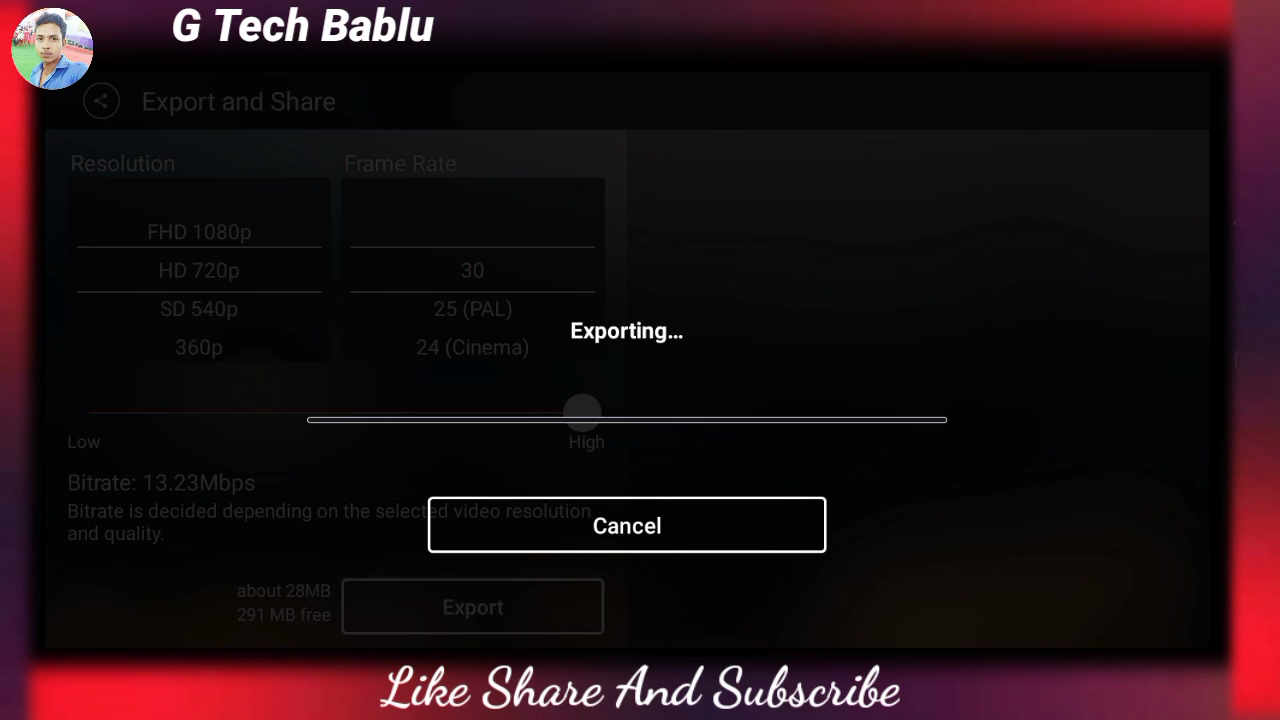 G Tech Bablu
Export and Share
Resolution
Frame Rate
FHD 1080p
HD 720p
SD 540p
360p
30
25 (PAL)
24 (Cinema)
Exporting...
Low
High
Bitrate: 13.23Mbps
Bitrate is decided depending on the selected video resolution
and quality.
Cancel
about 28MB
291 MB free
Export
Like Share And Subscribe